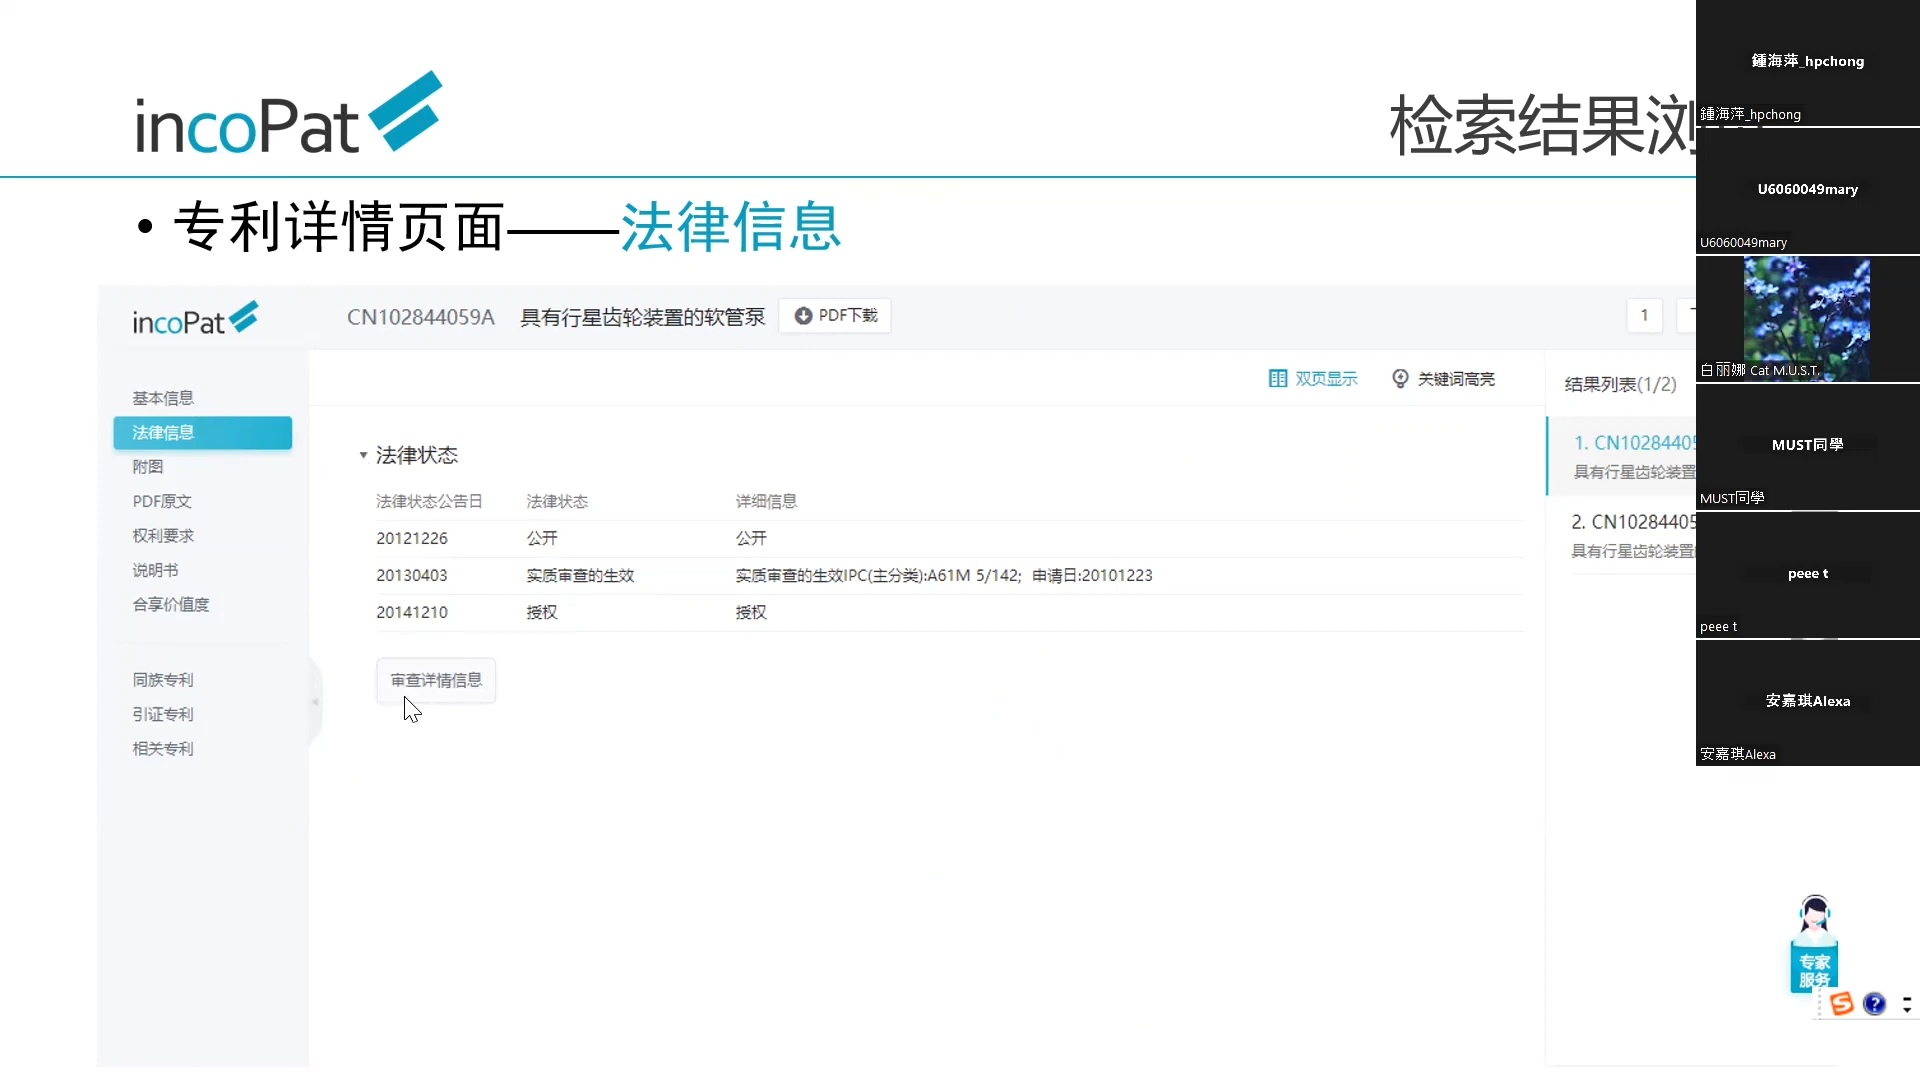 incoPat
检索结果浏
• 专利详情页面——法律信息
incoPat
CN102844059A 具有行星齿轮装置的软管泵 PDF下载
1
基本信息
法律信息
附图
PDF原文
权利要求
说明书
合享价值度
同族专利
引证专利
相关专利
双页显示 关键词高亮
法律状态
法律状态公告日 法律状态 详细信息
20121226 公开 公开
20130403 实质审查的生效 实质审查的生效IPC(主分类):A61M 5/142; 申请日:20101223
20141210 授权 授权
审查详情信息
结果列表(1/2)
1. CN10284405
具有行星齿轮装置
2. CN10284405
具有行星齿轮装置
鍾海萍_hpchong
鍾海萍_hpchong
U6060049mary
U6060049mary
白丽娜 Cat M.U.S.T.
MUST同學
MUST同學
peee t
peee t
安嘉琪Alexa
安嘉琪Alexa
专家
服务